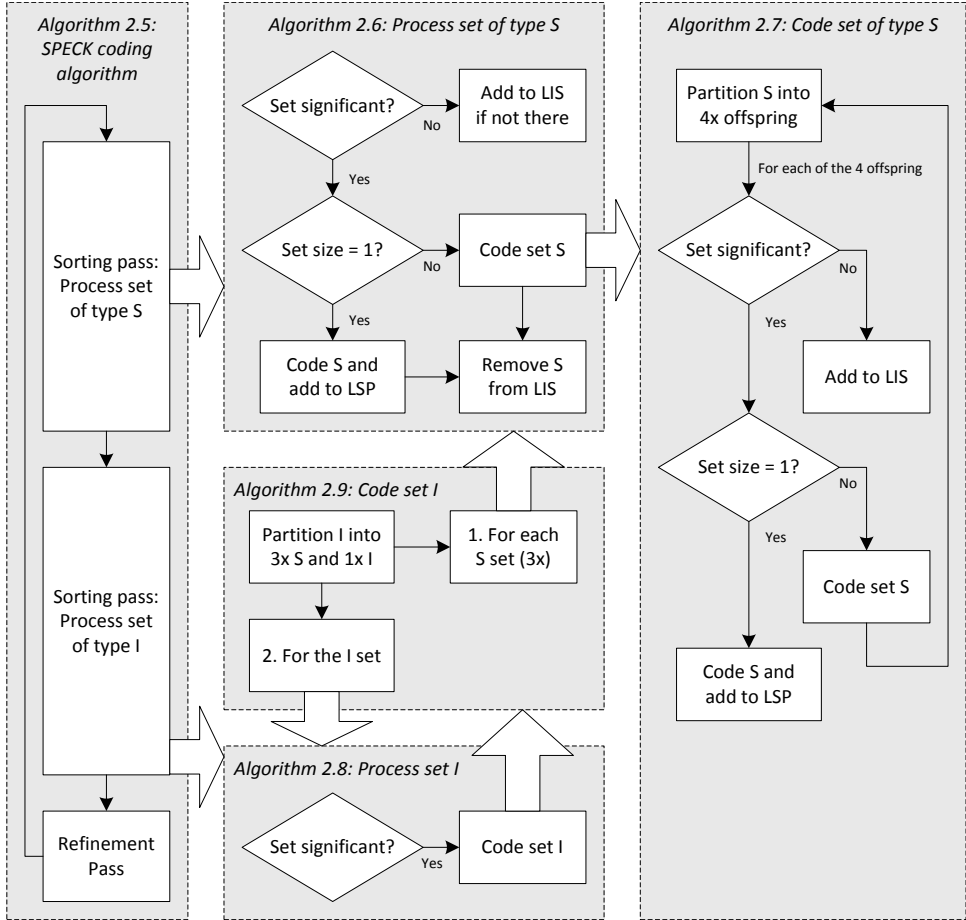 Algorithm 2.5:
SPECK coding
algorithm
Sorting pass:
Process set
of type S
Sorting pass:
Process set
of type I
Refinement
Pass
Algorithm 2.6: Process set of type S
Set significant?
No
Add to LIS
if not there
Yes
Set size = 1?
No
Code set S
Yes
Code S and
add to LSP
Remove S
from LIS
Algorithm 2.9: Code set I
Partition I into
3x S and 1x I
1. For each
S set (3x)
2. For the I set
Algorithm 2.8: Process set I
Set significant?
Yes
Code set I
Algorithm 2.7: Code set of type S
Partition S into
4x offspring
For each of the 4 offspring
Set significant?
No
Yes
Add to LIS
Set size = 1?
No
Yes
Code set S
Code S and
add to LSP